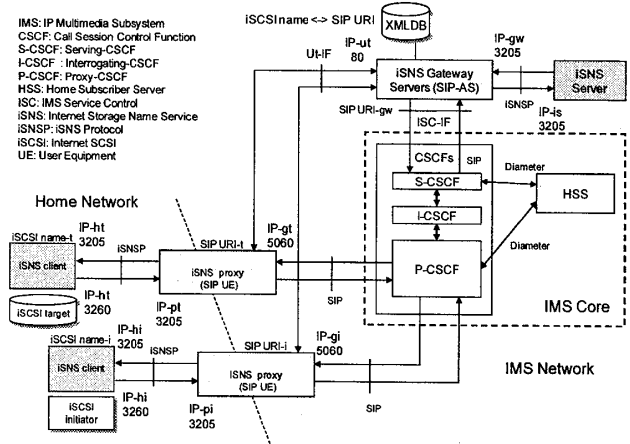 IMS: IP Multimedia Subsystem
CSCF: Call Session Control Function
S-CSCF: Serving-CSCF
I-CSCF : Interrogating-CSCF
P-CSCF: Proxy-CSCF
HSS: Home Subscriber Server
ISC: IMS Service Control
iSNS: Internet Storage Name Service
iSNSP: iSNS Protocol
iSCSI: Internet SCSI
UE: User Equipment
iSCSI name <-> SIP URI
XMLDB
Ut-IF
IP-ut
80
iSNS Gateway
Servers (SIP-AS)
IP-gw
3205
iSNS
Server
iSNSP
IP-is
3205
SIP URI-gw
ISC-IF
CSCFs
SIP
S-CSCF
I-CSCF
P-CSCF
Diameter
HSS
Diameter
IMS Core
Home Network
iSCSI name-t
IP-ht
3205
iSNSP
iSNS client
IP-ht
3260
iSCSI target
SIP URI-t
iSNS proxy
(SIP UE)
IP-pt
3205
IP-gt
5060
SIP
iSCSI name-i
IP-hi
3205
iSNSP
iSNS client
IP-hi
3260
iSCSI
initiator
SIP URI-i
iSNS proxy
(SIP UE)
IP-pi
3205
IP-gi
5060
SIP
IMS Network